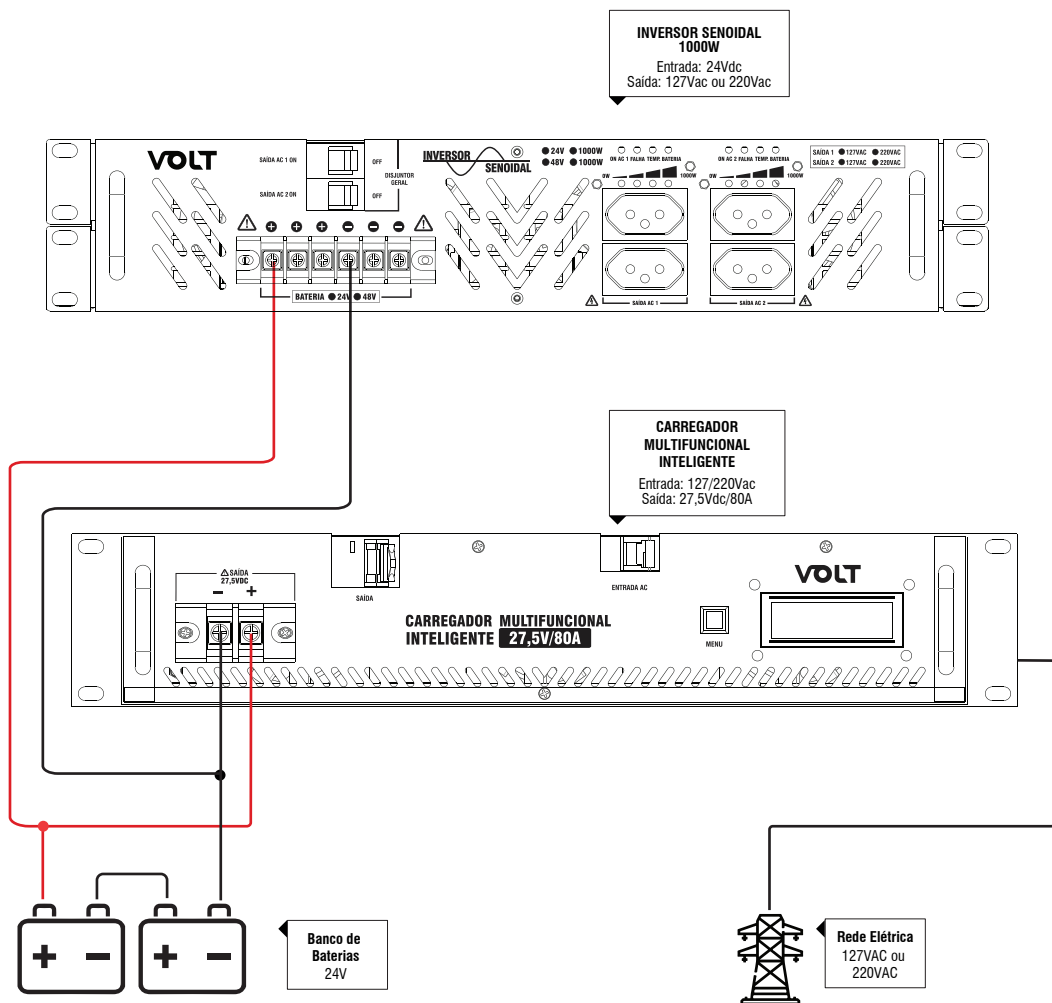 INVERSOR SENOIDAL
1000W
Entrada: 24Vdc
Saída: 127Vac ou 220Vac
VOLT
SAÍDA AC 1 ON
OFF
SAÍDA AC 2 ON
OFF
DISJUNTOR
GERAL
INVERSOR
SENOIDAL
24V 1000W
48V 1000W
ON AC 1 FALHA TEMP. BATERIA
0W 1000W
ON AC 2 FALHA TEMP. BATERIA
0W 1000W
SAÍDA 1 127VAC 220VAC
SAÍDA 2 127VAC 220VAC
+ + + − − −
BATERIA 24V 48V
SAÍDA AC 1
SAÍDA AC 2
CARREGADOR
MULTIFUNCIONAL
INTELIGENTE
Entrada: 127/220Vac
Saída: 27,5Vdc/80A
SAÍDA
27,5VDC
− +
SAÍDA
ENTRADA AC
CARREGADOR MULTIFUNCIONAL
INTELIGENTE 27,5V/80A
MENU
VOLT
+ − + −
Banco de
Baterias
24V
Rede Elétrica
127VAC ou
220VAC